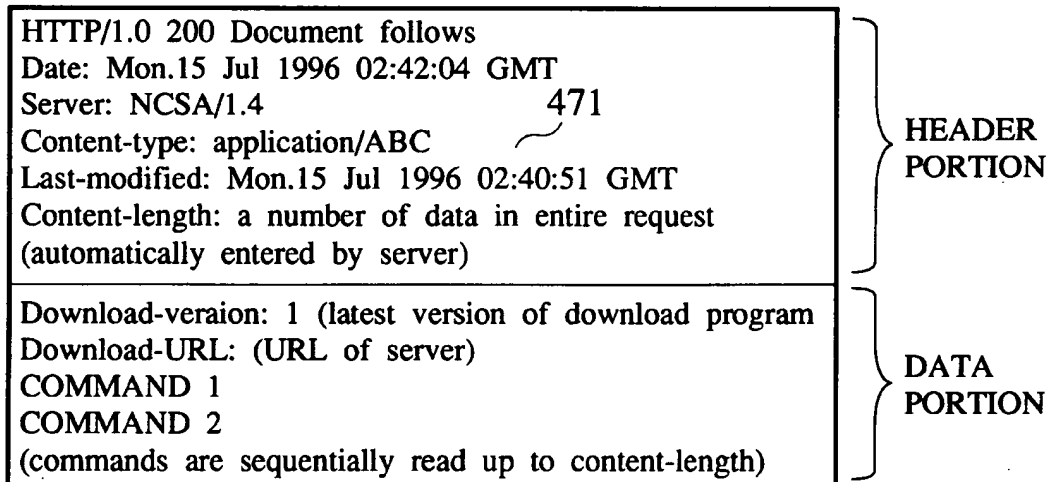 HTTP/1.0 200 Document follows
Date: Mon.15 Jul 1996 02:42:04 GMT
Server: NCSA/1.4
471
Content-type: application/ABC
Last-modified: Mon.15 Jul 1996 02:40:51 GMT
Content-length: a number of data in entire request
(automatically entered by server)
HEADER
PORTION
Download-veraion: 1 (latest version of download program
Download-URL: (URL of server)
COMMAND 1
COMMAND 2
(commands are sequentially read up to content-length)
DATA
PORTION